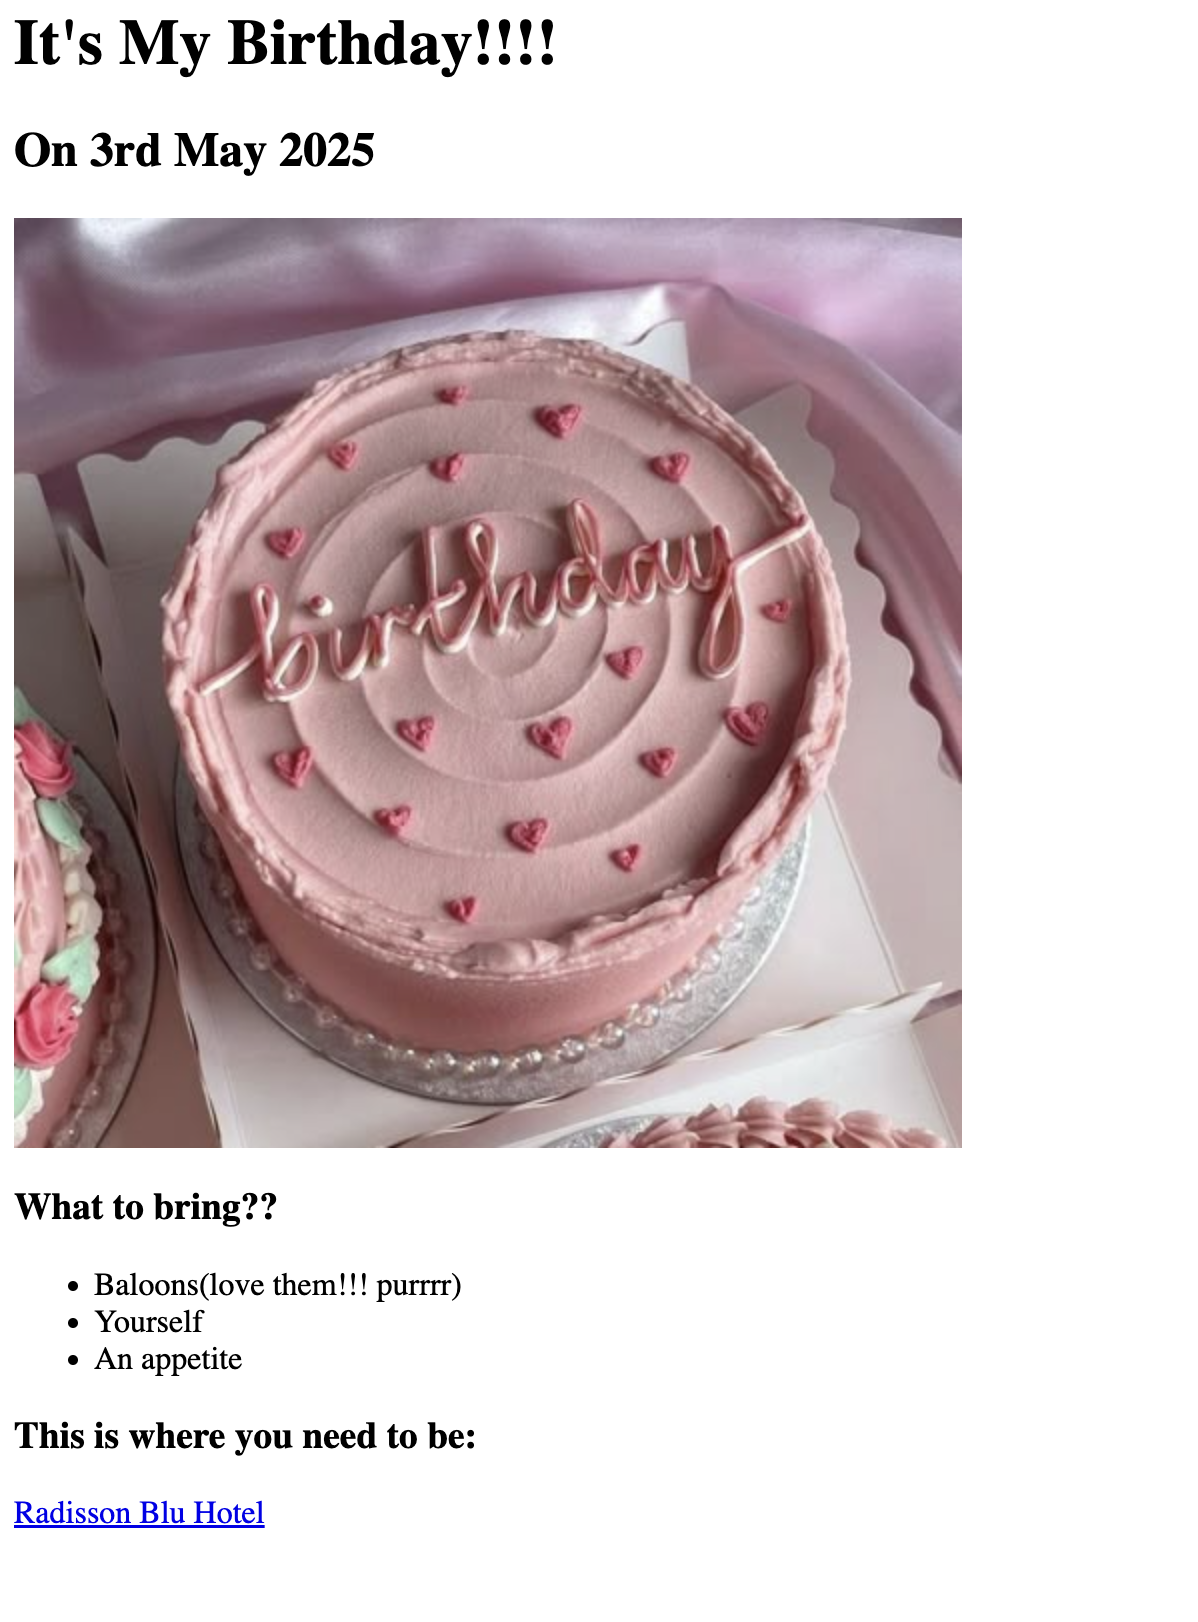 It's My Birthday!!!!
On 3rd May 2025
birthday
What to bring??
Baloons(love them!!! purrrr)
Yourself
An appetite
This is where you need to be:
Radisson Blu Hotel